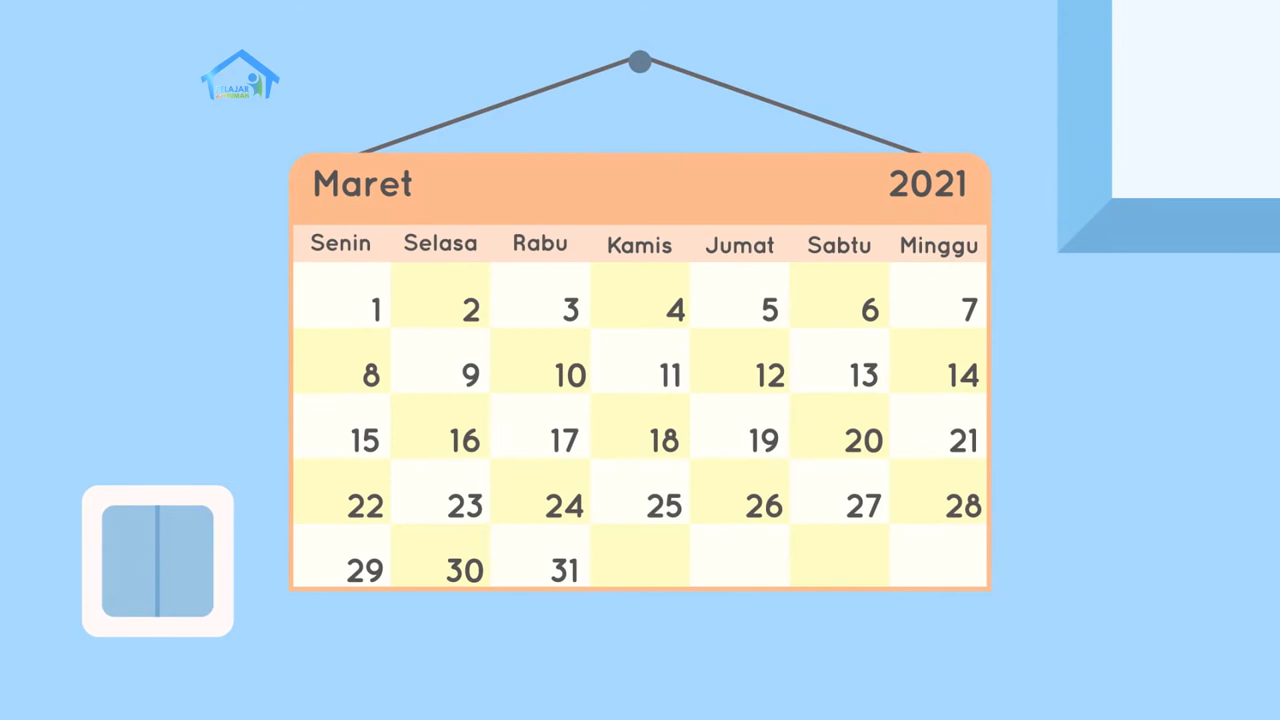 BELAJAR
RUMAH
Maret 2021
Senin Selasa Rabu Kamis Jumat Sabtu Minggu
1 2 3 4 5 6 7
8 9 10 11 12 13 14
15 16 17 18 19 20 21
22 23 24 25 26 27 28
29 30 31